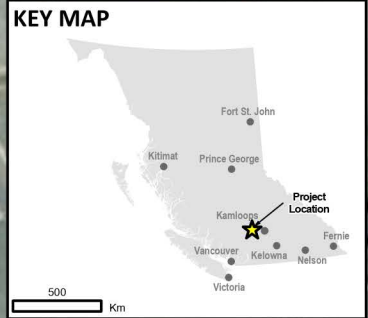 KEY MAP
Fort St. John
Kitimat
Prince George
Project
Location
Kamloops
Fernie
Vancouver
Kelowna
Nelson
Victoria
500
Km